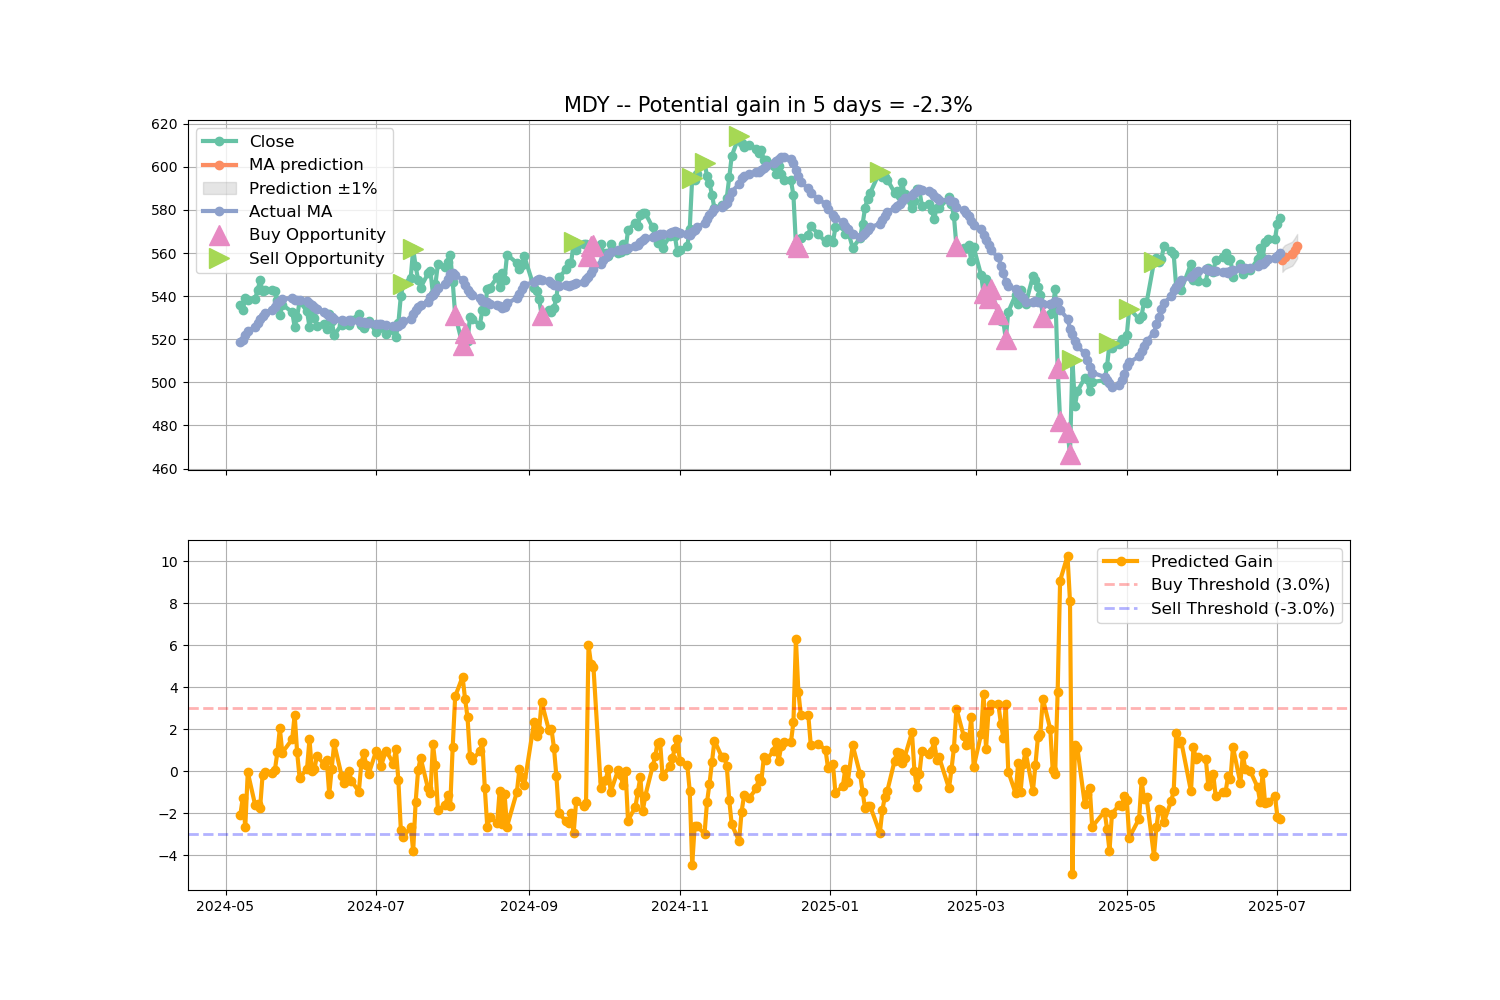 MDY -- Potential gain in 5 days = -2.3%
620
600
580
560
540
520
500
480
460
Close
MA prediction
Prediction ±1%
Actual MA
Buy Opportunity
Sell Opportunity
10
8
6
4
2
0
−2
−4
Predicted Gain
Buy Threshold (3.0%)
Sell Threshold (-3.0%)
2024-05
2024-07
2024-09
2024-11
2025-01
2025-03
2025-05
2025-07